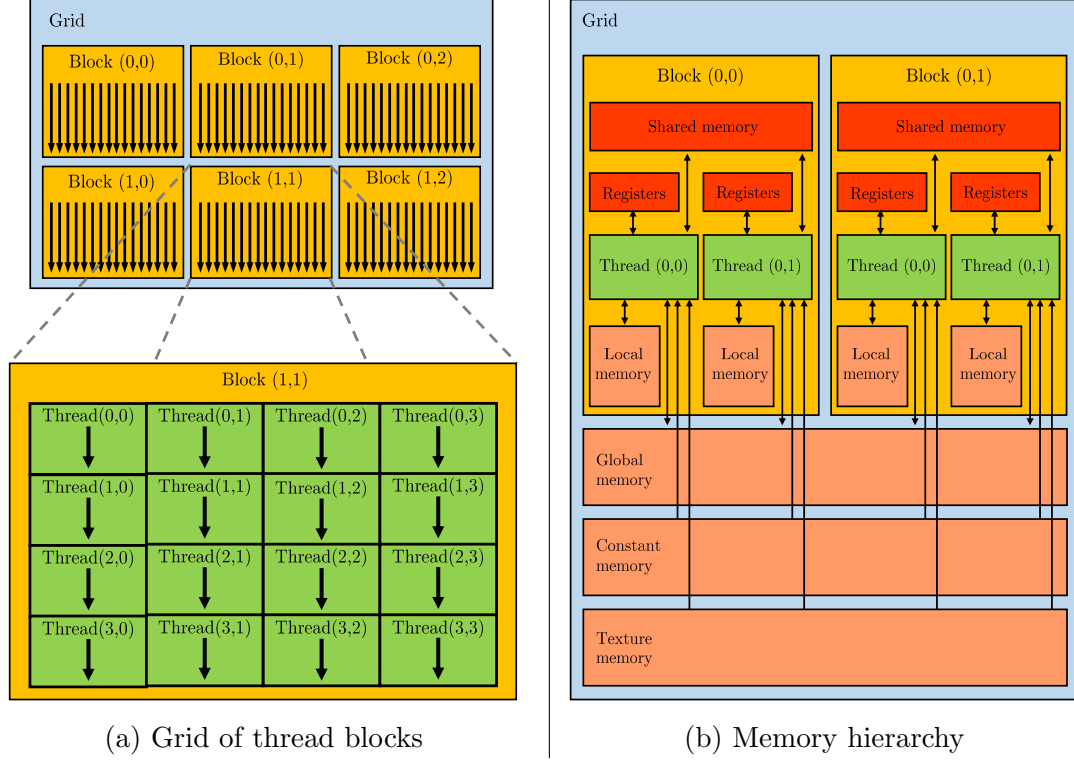 Grid
Block (0,0)
Block (0,1)
Block (0,2)
Block (1,0)
Block (1,1)
Block (1,2)
Block (1,1)
Thread(0,0)
Thread(0,1)
Thread(0,2)
Thread(0,3)
Thread(1,0)
Thread(1,1)
Thread(1,2)
Thread(1,3)
Thread(2,0)
Thread(2,1)
Thread(2,2)
Thread(2,3)
Thread(3,0)
Thread(3,1)
Thread(3,2)
Thread(3,3)
(a) Grid of thread blocks
Grid
Block (0,0)
Shared memory
Registers
Registers
Thread (0,0)
Thread (0,1)
Local
memory
Local
memory
Block (0,1)
Shared memory
Registers
Registers
Thread (0,0)
Thread (0,1)
Local
memory
Local
memory
Global
memory
Constant
memory
Texture
memory
(b) Memory hierarchy